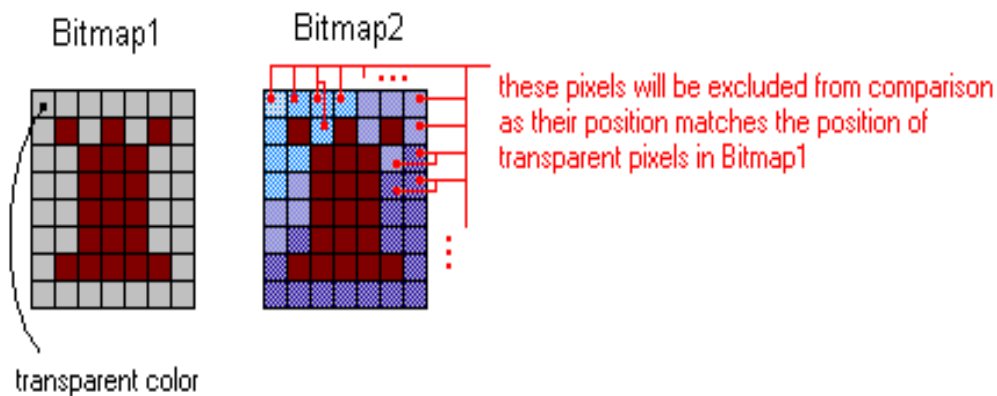 Bitmap1
Bitmap2
these pixels will be excluded from comparison
as their position matches the position of
transparent pixels in Bitmap1
transparent color